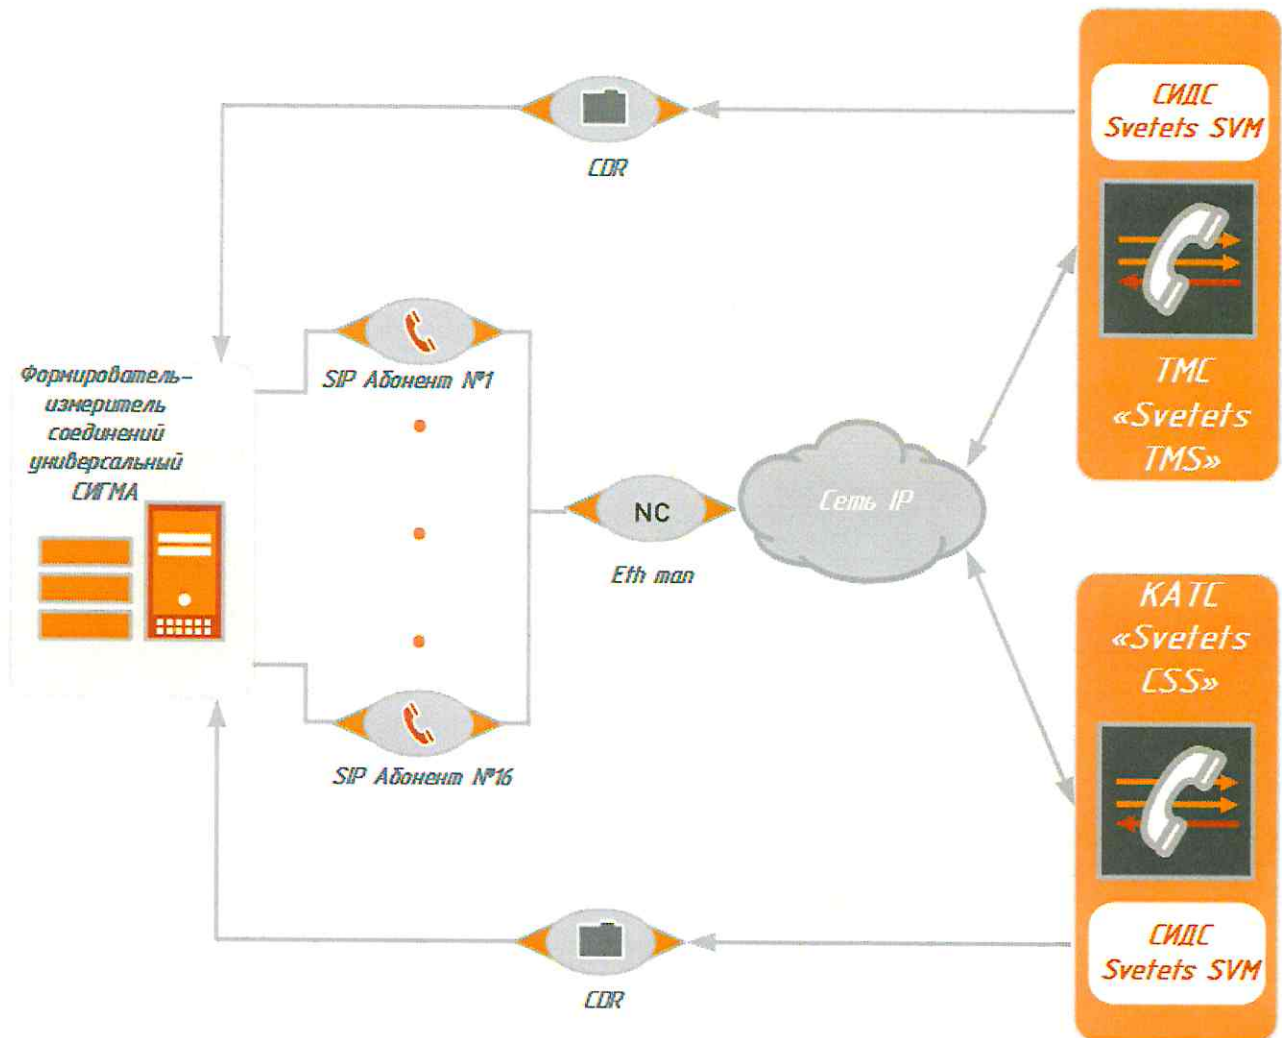 СИДС
Svetets SVM
CDR
ТМС
«Svetets
TMS»
Формирователь-
измеритель
соединений
универсальный
СИГМА
SIP Абонент №1
Сеть IP
NC
Eth man
КАТС
«Svetets
CSS»
SIP Абонент №16
СИДС
Svetets SVM
CDR